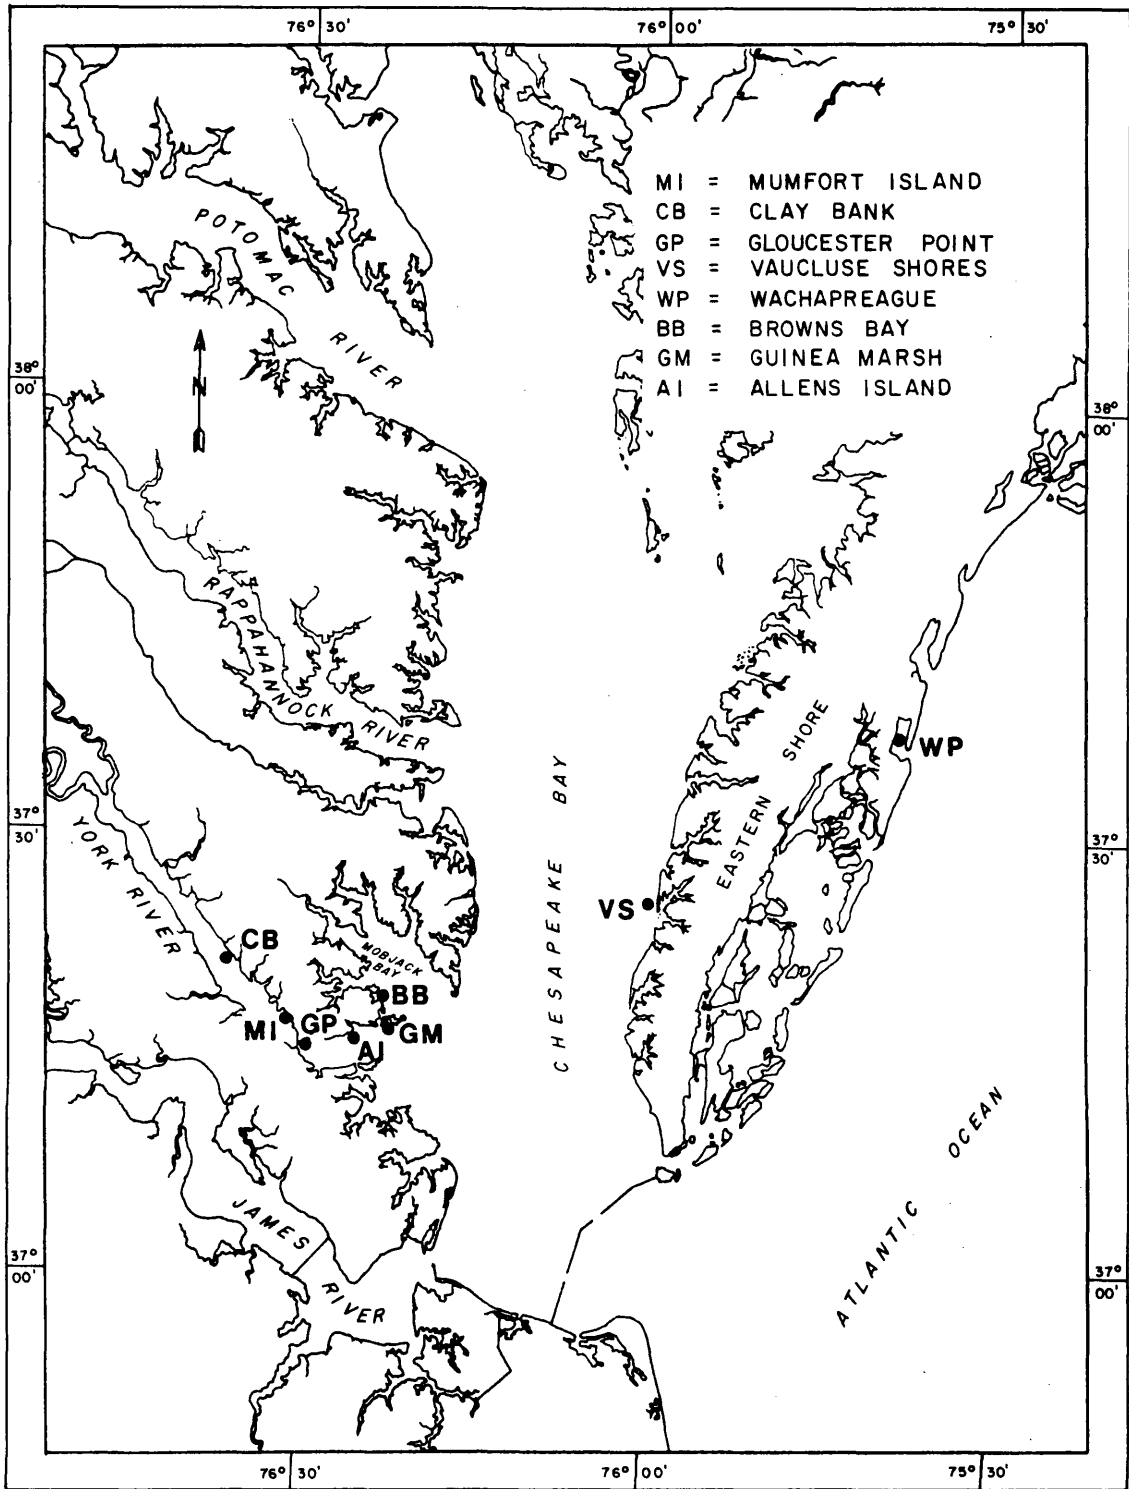 76° 30'
76° 00'
75° 30'
MI = MUMFORT ISLAND
CB = CLAY BANK
GP = GLOUCESTER POINT
VS = VAUCLUSE SHORES
WP = WACHAPREAGUE
BB = BROWNS BAY
GM = GUINEA MARSH
AI = ALLENS ISLAND
POTOMAC RIVER
N
38° 00'
38° 00'
RAPPAHANNOCK RIVER
EASTERN SHORE
WP
CHESAPEAKE BAY
37° 30'
37° 30'
YORK RIVER
VS
CB
MOBJACK BAY
BB
MI
GP
AI
GM
ATLANTIC OCEAN
JAMES RIVER
37° 00'
37° 00'
76° 30'
76° 00'
75° 30'